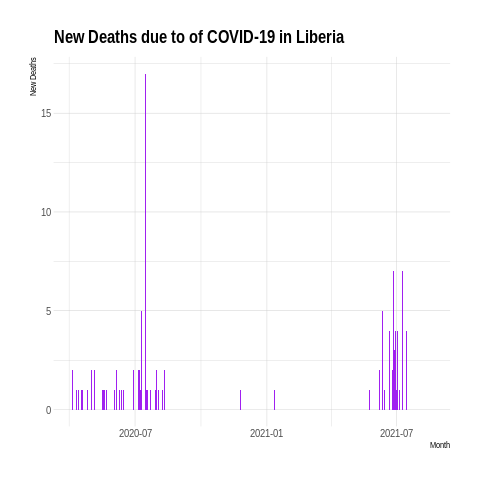 New Deaths due to of COVID-19 in Liberia
New Deaths
15
10
5
0
2020-07
2021-01
2021-07
Month